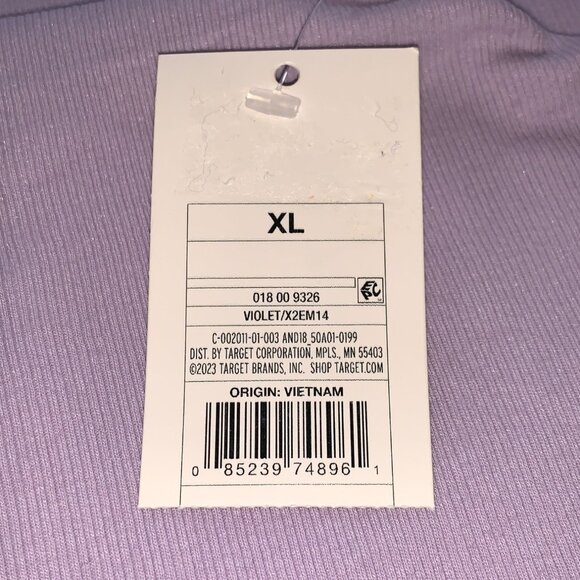 XL
018 00 9326
EPC
VIOLET/X2EM14
C-002011-01-003 AND18_50A01-0199
DIST. BY TARGET CORPORATION, MPLS., MN 55403
©2023 TARGET BRANDS, INC. SHOP TARGET.COM
ORIGIN: VIETNAM
0 85239 74896 1